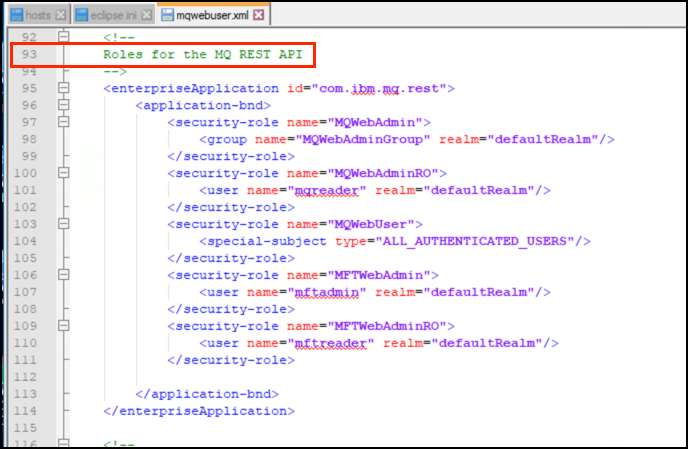 hosts eclipse.ini mqwebuser.xml
92 <!--
93 Roles for the MQ REST API
94 -->
95 <enterpriseApplication id="com.ibm.mq.rest">
96 <application-bnd>
97 <security-role name="MQWebAdmin">
98 <group name="MQWebAdminGroup" realm="defaultRealm"/>
99 </security-role>
100 <security-role name="MQWebAdminRO">
101 <user name="mqreader" realm="defaultRealm"/>
102 </security-role>
103 <security-role name="MQWebUser">
104 <special-subject type="ALL_AUTHENTICATED_USERS"/>
105 </security-role>
106 <security-role name="MFTWebAdmin">
107 <user name="mftadmin" realm="defaultRealm"/>
108 </security-role>
109 <security-role name="MFTWebAdminRO">
110 <user name="mftreader" realm="defaultRealm"/>
111 </security-role>
112
113 </application-bnd>
114 </enterpriseApplication>
115
116 <!--